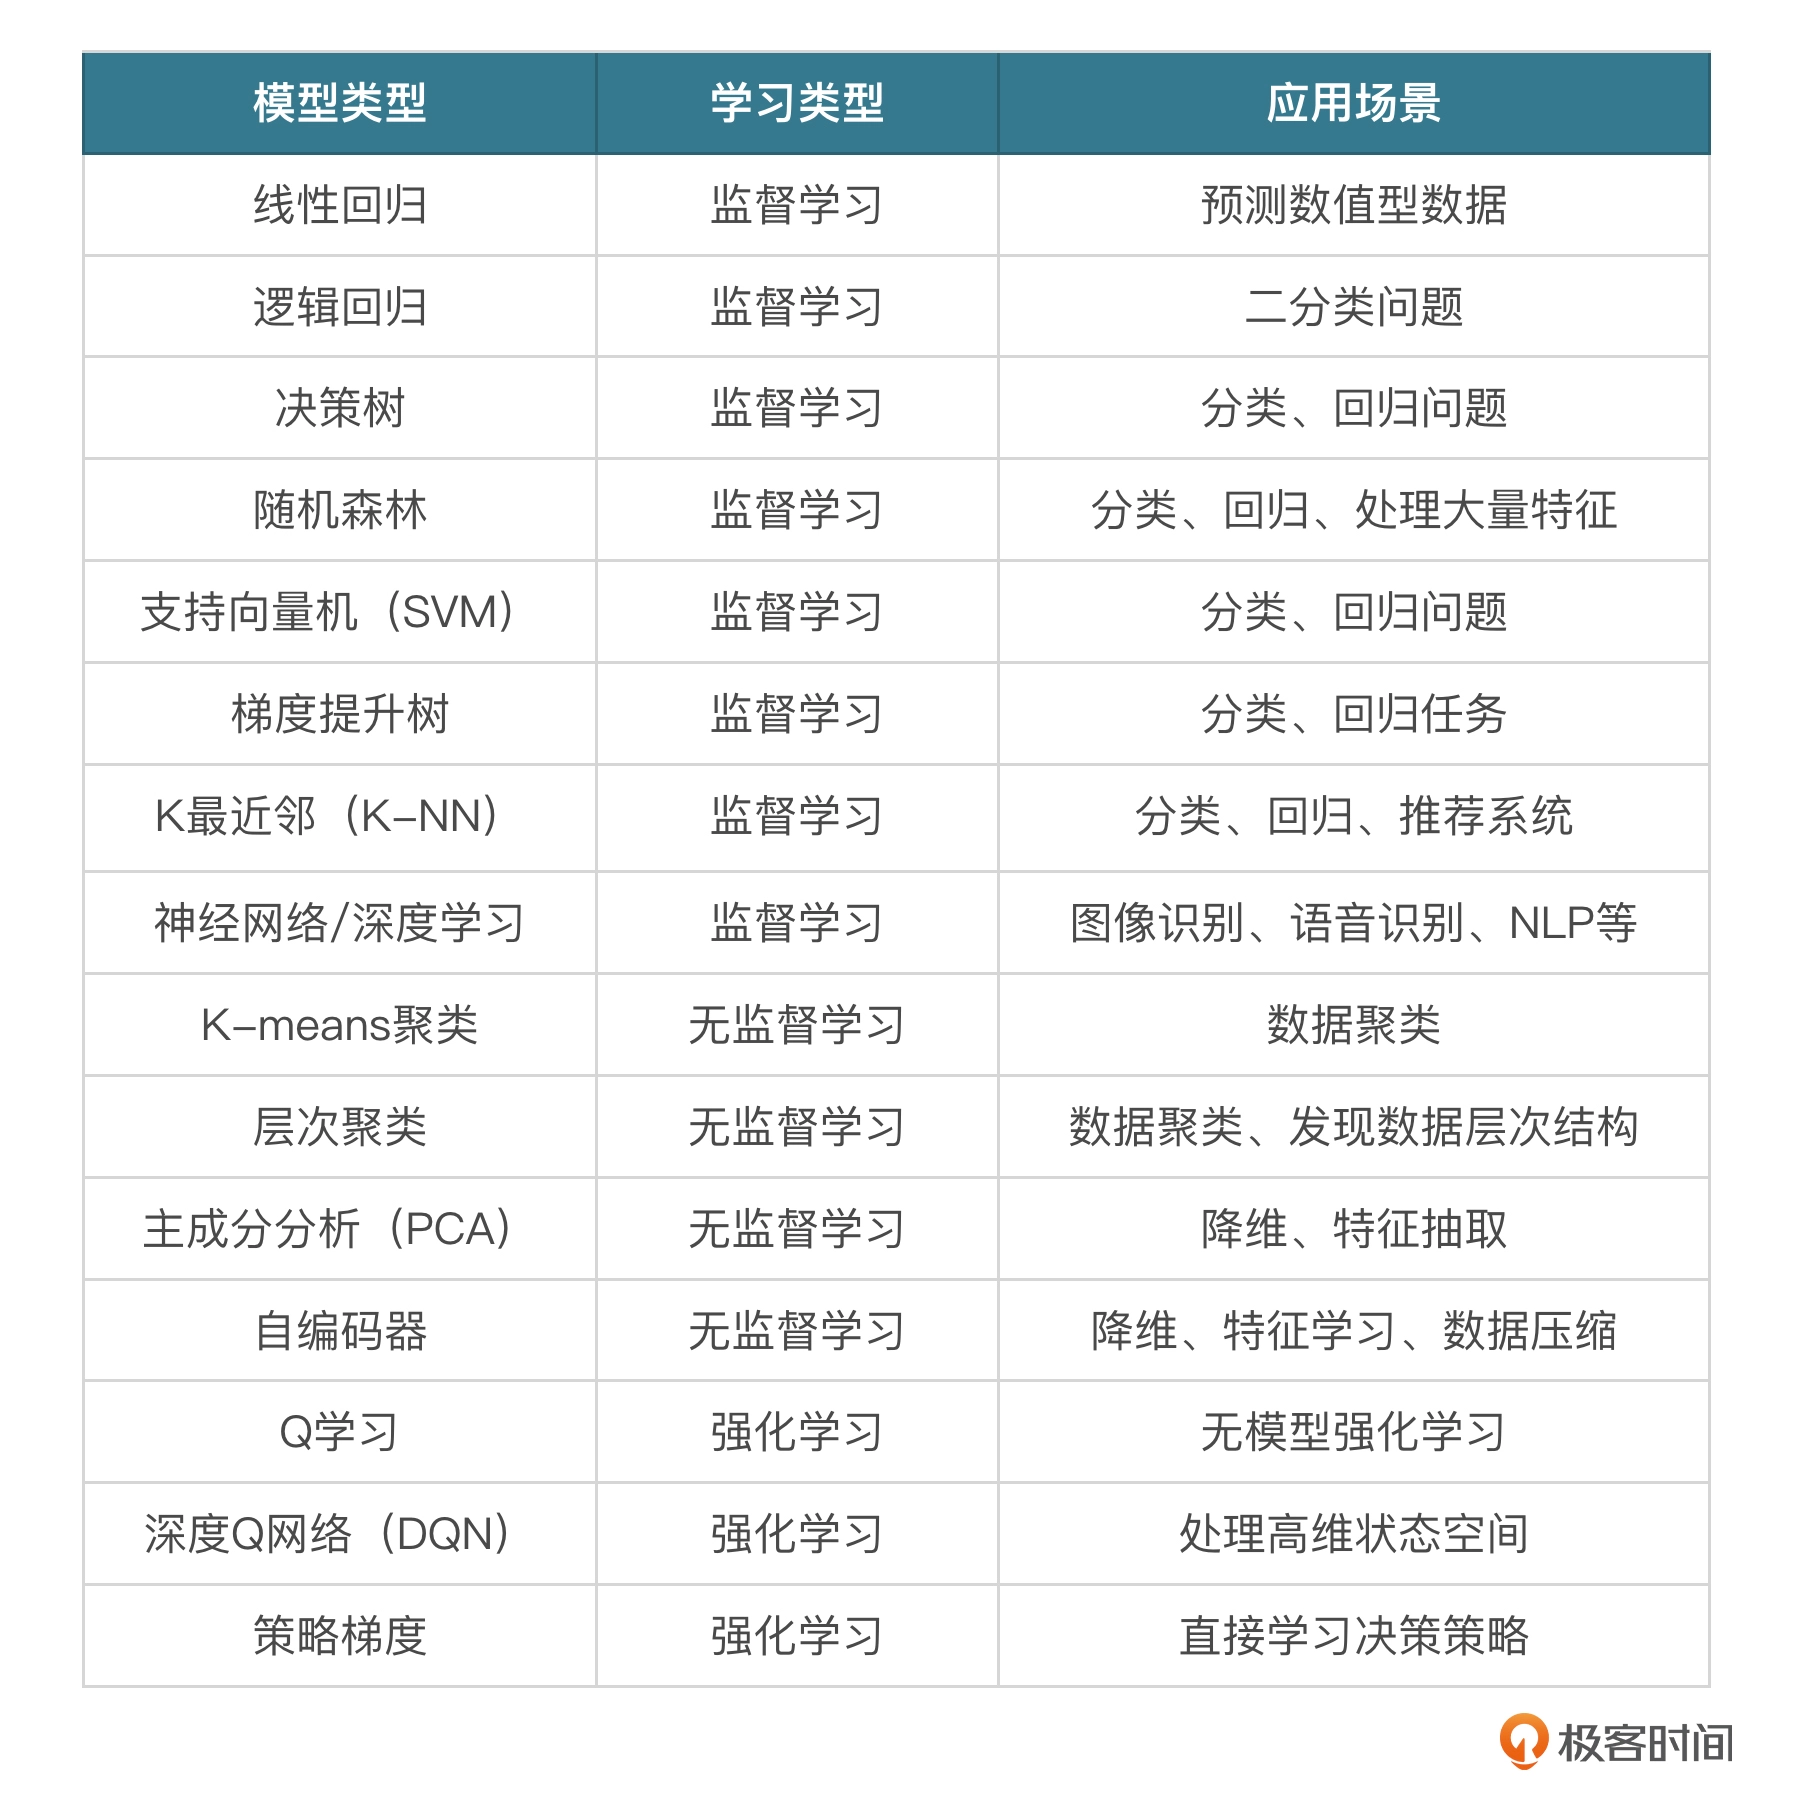 模型类型 学习类型 应用场景
线性回归 监督学习 预测数值型数据
逻辑回归 监督学习 二分类问题
决策树 监督学习 分类、回归问题
随机森林 监督学习 分类、回归、处理大量特征
支持向量机（SVM） 监督学习 分类、回归问题
梯度提升树 监督学习 分类、回归任务
K最近邻（K-NN） 监督学习 分类、回归、推荐系统
神经网络/深度学习 监督学习 图像识别、语音识别、NLP等
K-means聚类 无监督学习 数据聚类
层次聚类 无监督学习 数据聚类、发现数据层次结构
主成分分析（PCA） 无监督学习 降维、特征抽取
自编码器 无监督学习 降维、特征学习、数据压缩
Q学习 强化学习 无模型强化学习
深度Q网络（DQN） 强化学习 处理高维状态空间
策略梯度 强化学习 直接学习决策策略
极客时间